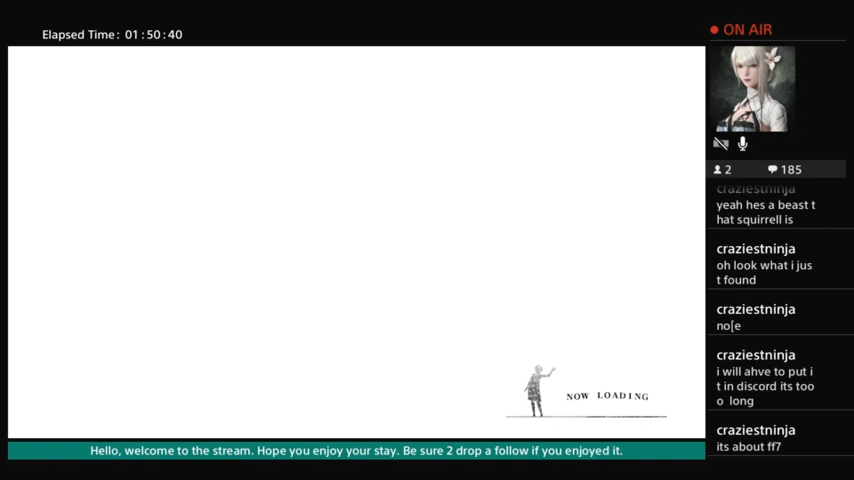 Elapsed Time: 01:50:40
ON AIR
2 185
craziestninja
yeah hes a beast t
hat squirrell is
craziestninja
oh look what i jus
t found
craziestninja
no[e
craziestninja
i will ahve to put i
t in discord its too
o long
craziestninja
its about ff7
NOW LOADING
Hello, welcome to the stream. Hope you enjoy your stay. Be sure 2 drop a follow if you enjoyed it.